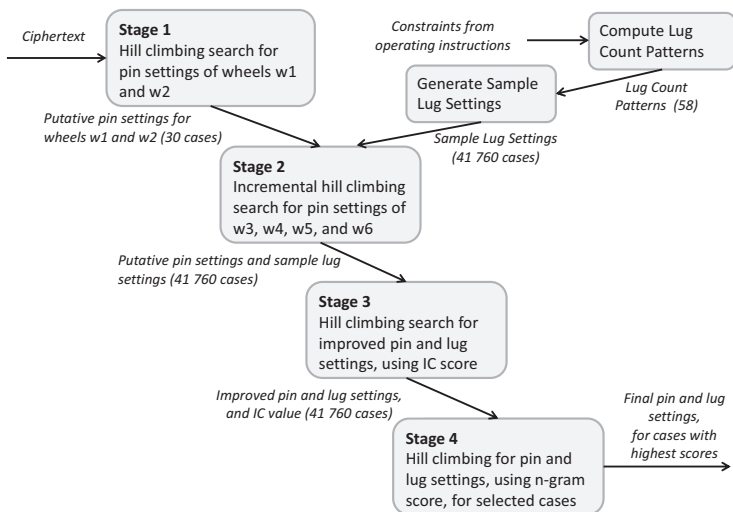 Ciphertext
Stage 1
Hill climbing search for
pin settings of wheels w1
and w2
Constraints from
operating instructions
Compute Lug
Count Patterns
Generate Sample
Lug Settings
Lug Count
Patterns (58)
Putative pin settings for
wheels w1 and w2 (30 cases)
Sample Lug Settings
(41 760 cases)
Stage 2
Incremental hill climbing
search for pin settings of
w3, w4, w5, and w6
Putative pin settings and sample lug
settings (41 760 cases)
Stage 3
Hill climbing search for
improved pin and lug
settings, using IC score
Improved pin and lug settings,
and IC value (41 760 cases)
Stage 4
Hill climbing for pin and
lug settings, using n-gram
score, for selected cases
Final pin and lug
settings,
for cases with
highest scores